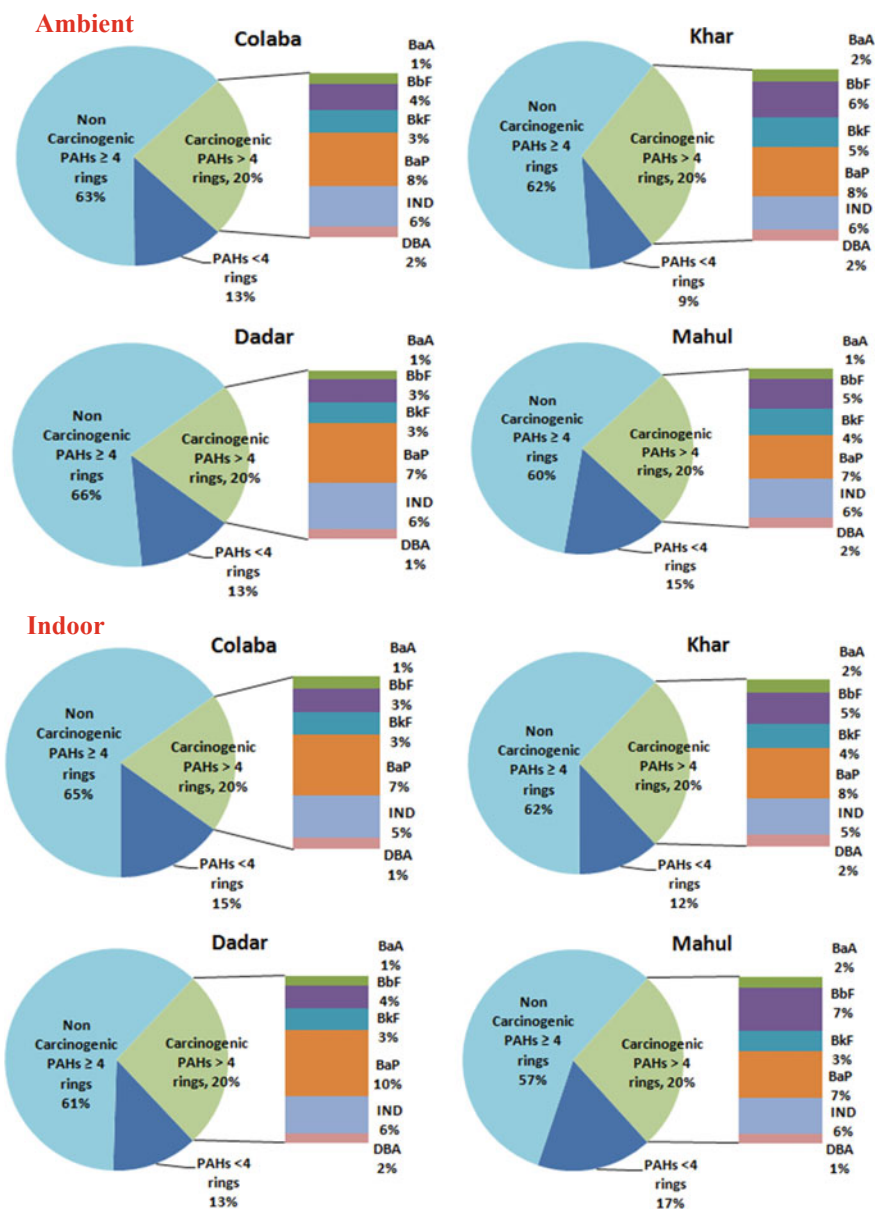 Ambient
Colaba
Non
Carcinogenic
PAHs ≥ 4
rings
63%
Carcinogenic
PAHs > 4
rings, 20%
PAHs <4
rings
13%
BaA
1%
BbF
4%
BkF
3%
BaP
8%
IND
6%
DBA
2%
Khar
Non
Carcinogenic
PAHs ≥ 4
rings
62%
Carcinogenic
PAHs > 4
rings, 20%
PAHs <4
rings
9%
BaA
2%
BbF
6%
BkF
5%
BaP
8%
IND
6%
DBA
2%
Dadar
Non
Carcinogenic
PAHs ≥ 4
rings
66%
Carcinogenic
PAHs > 4
rings, 20%
PAHs <4
rings
13%
BaA
1%
BbF
3%
BkF
3%
BaP
7%
IND
6%
DBA
1%
Mahul
Non
Carcinogenic
PAHs ≥ 4
rings
60%
Carcinogenic
PAHs > 4
rings, 20%
PAHs <4
rings
15%
BaA
1%
BbF
5%
BkF
4%
BaP
7%
IND
6%
DBA
2%
Indoor
Colaba
Non
Carcinogenic
PAHs ≥ 4
rings
65%
Carcinogenic
PAHs > 4
rings, 20%
PAHs <4
rings
15%
BaA
1%
BbF
3%
BkF
3%
BaP
7%
IND
5%
DBA
1%
Khar
Non
Carcinogenic
PAHs ≥ 4
rings
62%
Carcinogenic
PAHs > 4
rings, 20%
PAHs <4
rings
12%
BaA
2%
BbF
5%
BkF
4%
BaP
8%
IND
5%
DBA
2%
Dadar
Non
Carcinogenic
PAHs ≥ 4
rings
61%
Carcinogenic
PAHs > 4
rings, 20%
PAHs <4
rings
13%
BaA
1%
BbF
4%
BkF
3%
BaP
10%
IND
6%
DBA
2%
Mahul
Non
Carcinogenic
PAHs ≥ 4
rings
57%
Carcinogenic
PAHs > 4
rings, 20%
PAHs <4
rings
17%
BaA
2%
BbF
7%
BkF
3%
BaP
7%
IND
6%
DBA
1%